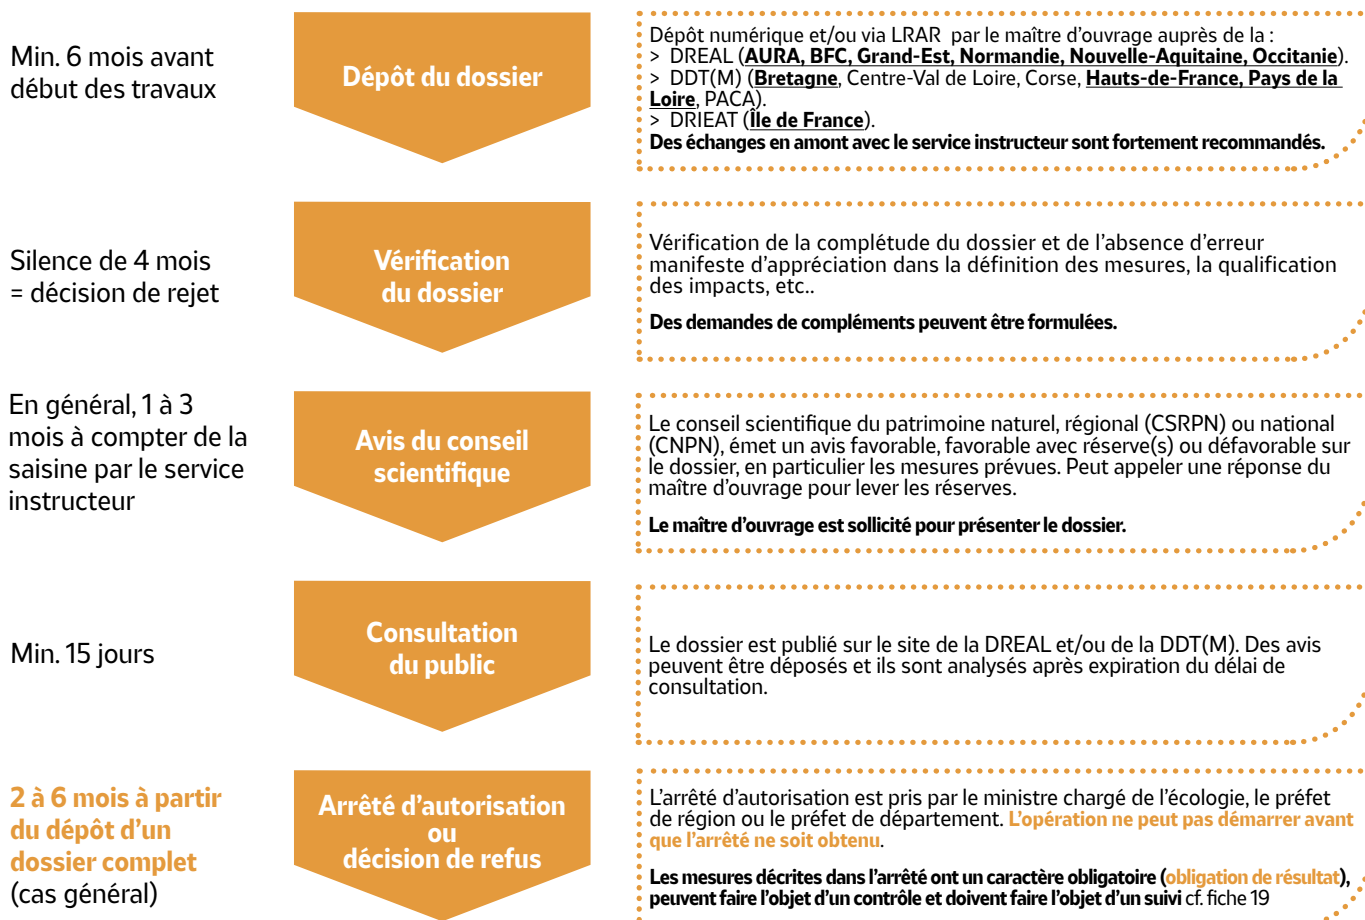 Min. 6 mois avant
début des travaux
Dépôt du dossier
Dépôt numérique et/ou via LRAR par le maître d'ouvrage auprès de la :
> DREAL (AURA, BFC, Grand-Est, Normandie, Nouvelle-Aquitaine, Occitanie).
> DDT(M) (Bretagne, Centre-Val de Loire, Corse, Hauts-de-France, Pays de la
Loire, PACA).
> DRIEAT (Île de France).
Des échanges en amont avec le service instructeur sont fortement recommandés.
Silence de 4 mois
= décision de rejet
Vérification
du dossier
Vérification de la complétude du dossier et de l'absence d'erreur
manifeste d'appréciation dans la définition des mesures, la qualification
des impacts, etc..
Des demandes de compléments peuvent être formulées.
En général, 1 à 3
mois à compter de la
saisine par le service
instructeur
Avis du conseil
scientifique
Le conseil scientifique du patrimoine naturel, régional (CSRPN) ou national
(CNPN), émet un avis favorable, favorable avec réserve(s) ou défavorable sur
le dossier, en particulier les mesures prévues. Peut appeler une réponse du
maître d'ouvrage pour lever les réserves.
Le maître d'ouvrage est sollicité pour présenter le dossier.
Min. 15 jours
Consultation
du public
Le dossier est publié sur le site de la DREAL et/ou de la DDT(M). Des avis
peuvent être déposés et ils sont analysés après expiration du délai de
consultation.
2 à 6 mois à partir
du dépôt d'un
dossier complet
(cas général)
Arrêté d'autorisation
ou
décision de refus
L'arrêté d'autorisation est pris par le ministre chargé de l'écologie, le préfet
de région ou le préfet de département. L'opération ne peut pas démarrer avant
que l'arrêté ne soit obtenu.
Les mesures décrites dans l'arrêté ont un caractère obligatoire (obligation de résultat),
peuvent faire l'objet d'un contrôle et doivent faire l'objet d'un suivi cf. fiche 19